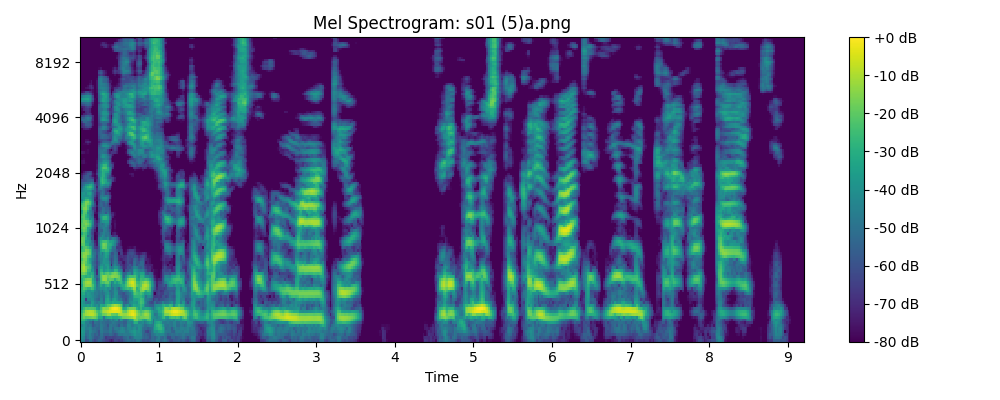 Mel Spectrogram: s01 (5)a.png
Hz
8192
4096
2048
1024
512
0
0 1 2 3 4 5 6 7 8 9
Time
+0 dB
-10 dB
-20 dB
-30 dB
-40 dB
-50 dB
-60 dB
-70 dB
-80 dB